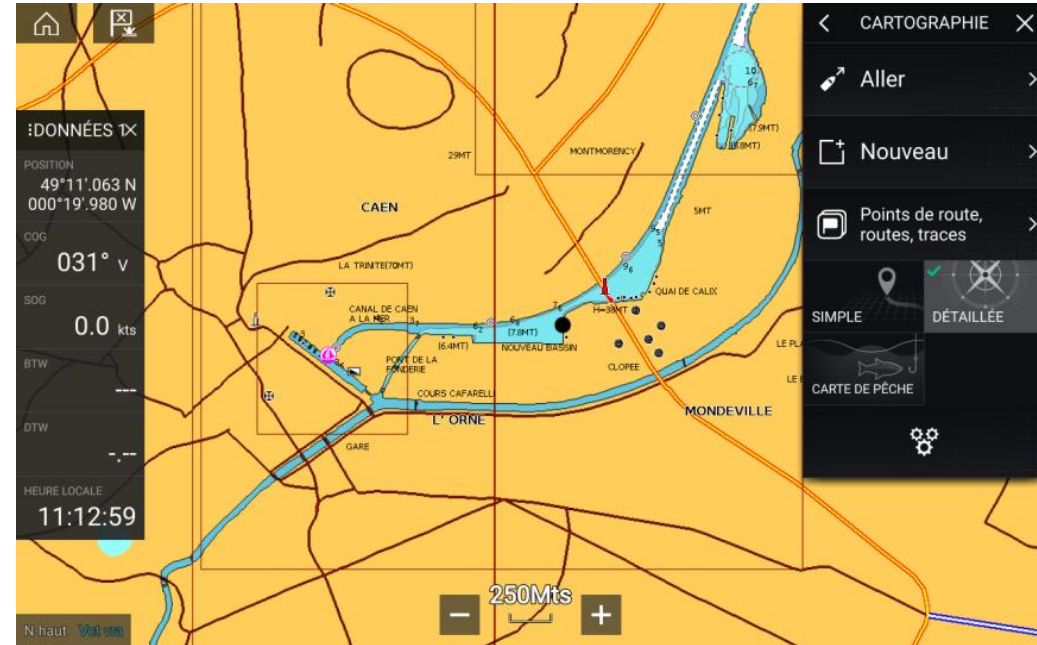 :DONNÉES 1
POSITION
49°11'.063 N
000°19'.980 W
COG
031° v
SOG
0.0 kts
BTW
---
DTW
-.--
HEURE LOCALE
11:12:59
N-haut
29MT
MONTMORENCY
10
(7.9MT)
(5.8MT)
CAEN
5MT
LA TRINITE(70MT)
QUAI DE CALIX
CANAL DE CAEN
A LA MER
H=38MT
(7.8MT)
(6.4MT)
NOUVEAU BASSIN
PONT DE LA
FONDERIE
CLOPEE
COURS CAFARELLI
L' ORNE
MONDEVILLE
GARE
250Mts
− +
CARTOGRAPHIE
Aller
Nouveau
Points de route,
routes, traces
SIMPLE
DÉTAILLÉE
CARTE DE PÊCHE